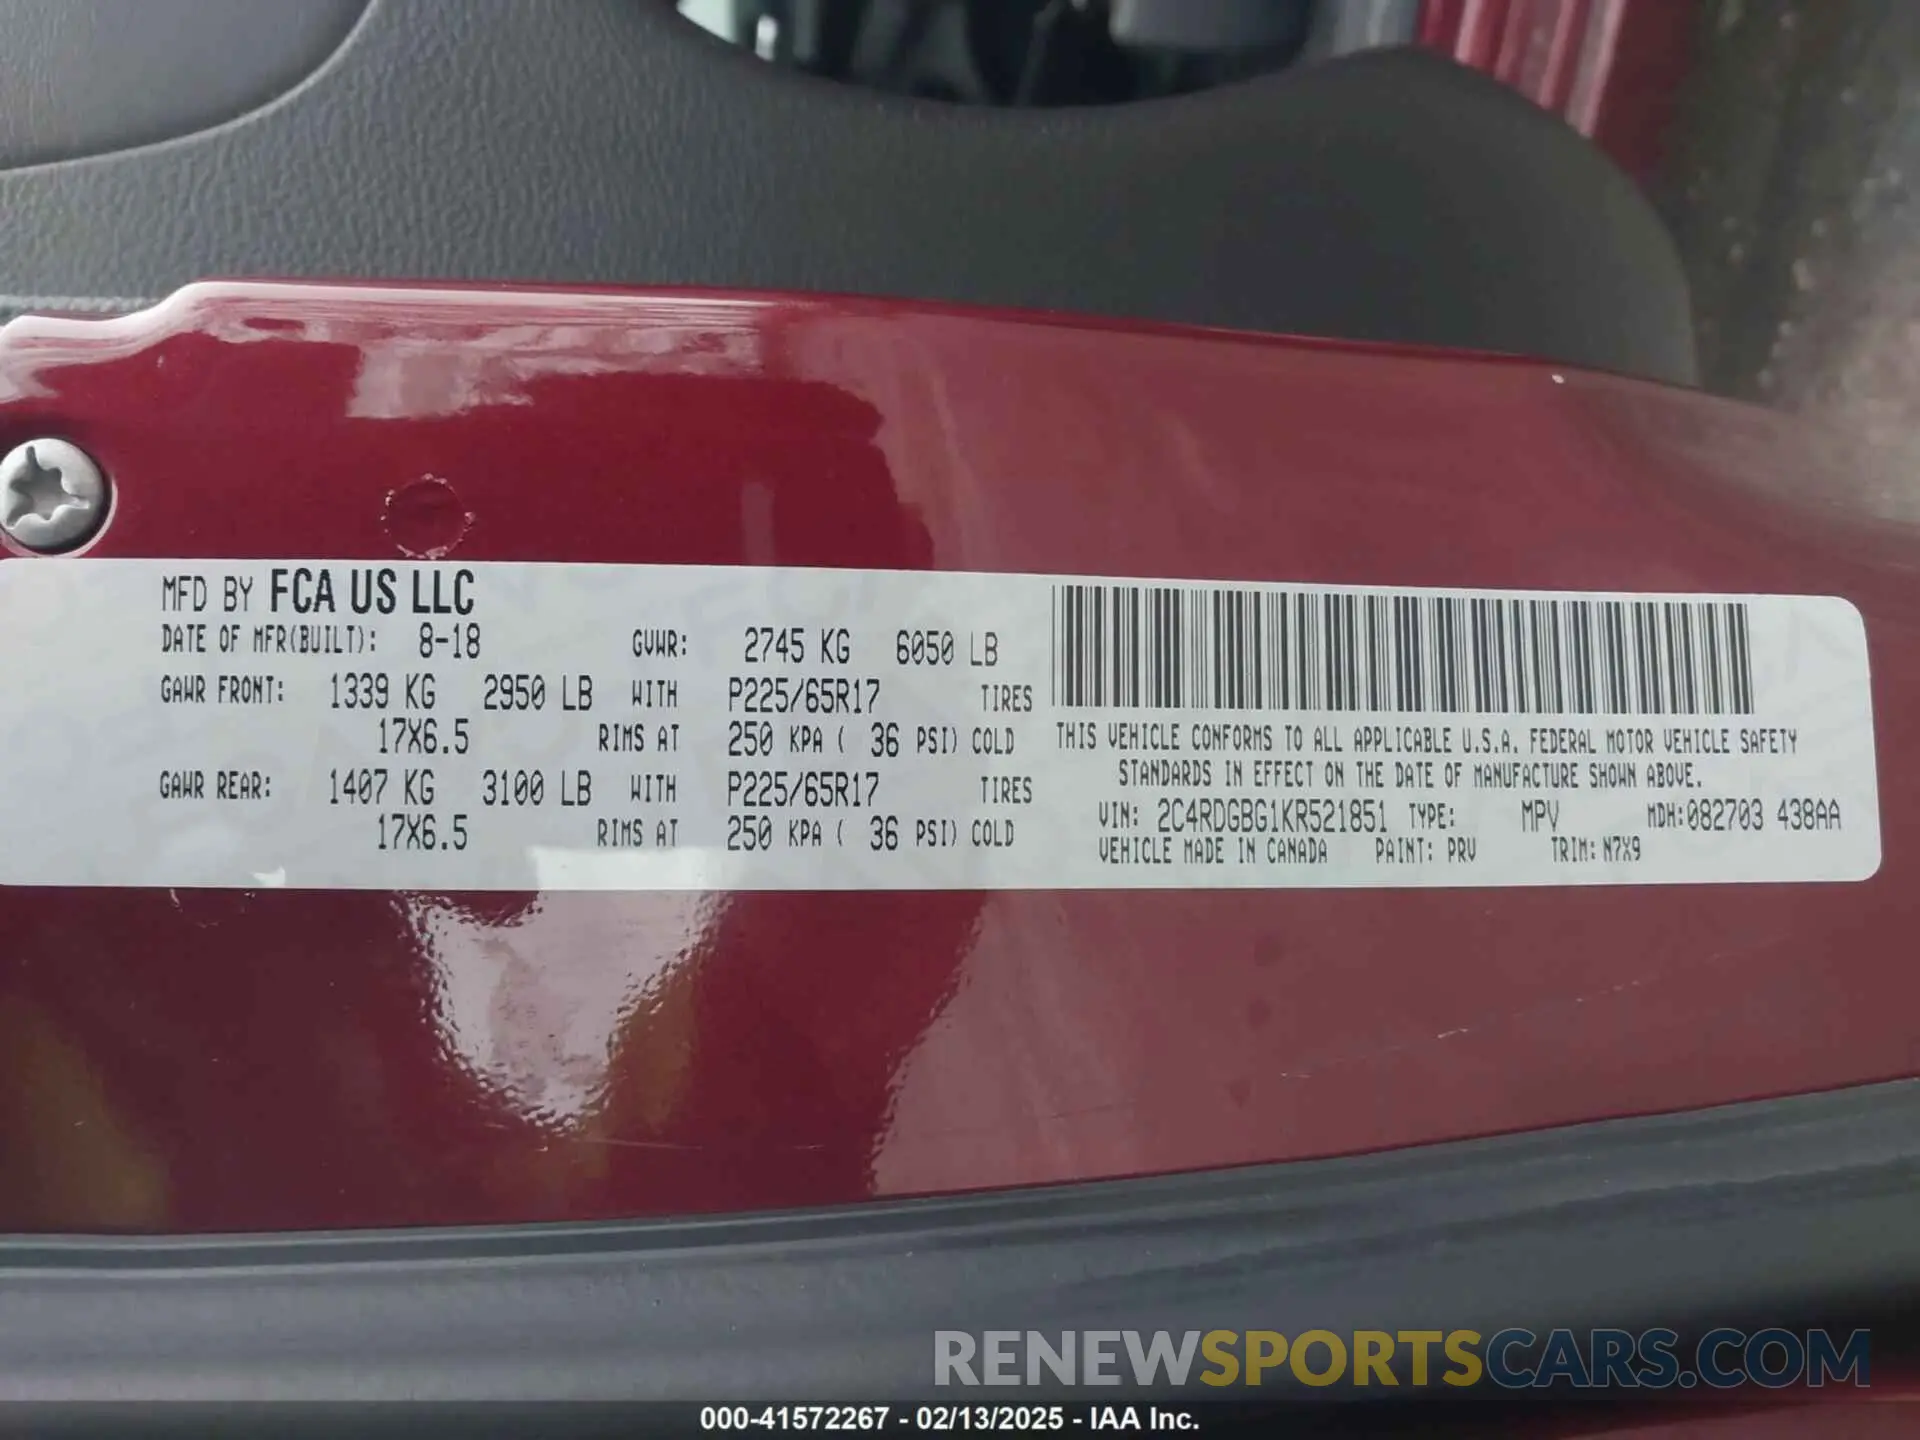 MFD BY FCA US LLC
DATE OF MFR(BUILT): 8-18 GVWR: 2745 KG 6050 LB
GAWR FRONT: 1339 KG 2950 LB WITH P225/65R17 TIRES
17X6.5 RIMS AT 250 KPA ( 36 PSI) COLD
GAWR REAR: 1407 KG 3100 LB WITH P225/65R17 TIRES
17X6.5 RIMS AT 250 KPA ( 36 PSI) COLD
THIS VEHICLE CONFORMS TO ALL APPLICABLE U.S.A. FEDERAL MOTOR VEHICLE SAFETY
STANDARDS IN EFFECT ON THE DATE OF MANUFACTURE SHOWN ABOVE.
VIN: 2C4RDGBG1KR521851 TYPE: MPV MDH:082703 438AA
VEHICLE MADE IN CANADA PAINT: PRV TRIM: N7X9
RENEWSPORTSCARS.COM
000-41572267 - 02/13/2025 - IAA Inc.